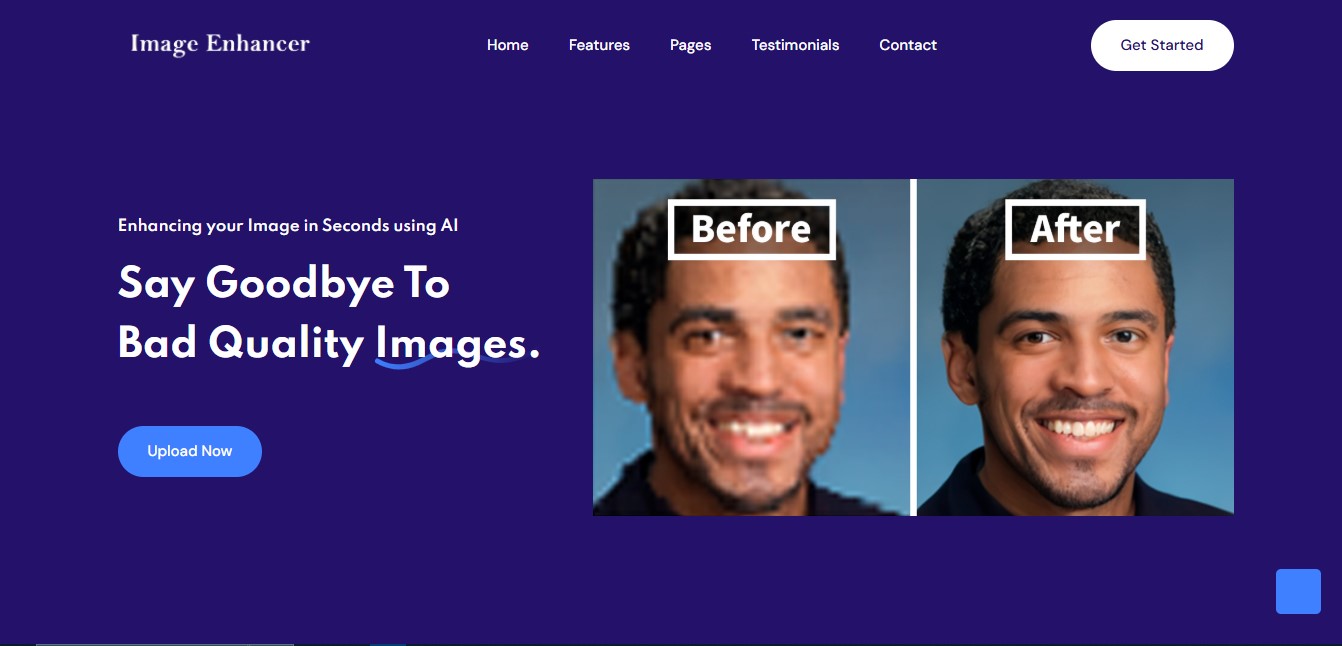 Image Enhancer
Home
Features
Pages
Testimonials
Contact
Get Started
Enhancing your Image in Seconds using AI
Say Goodbye To
Bad Quality Images.
Upload Now
Before
After